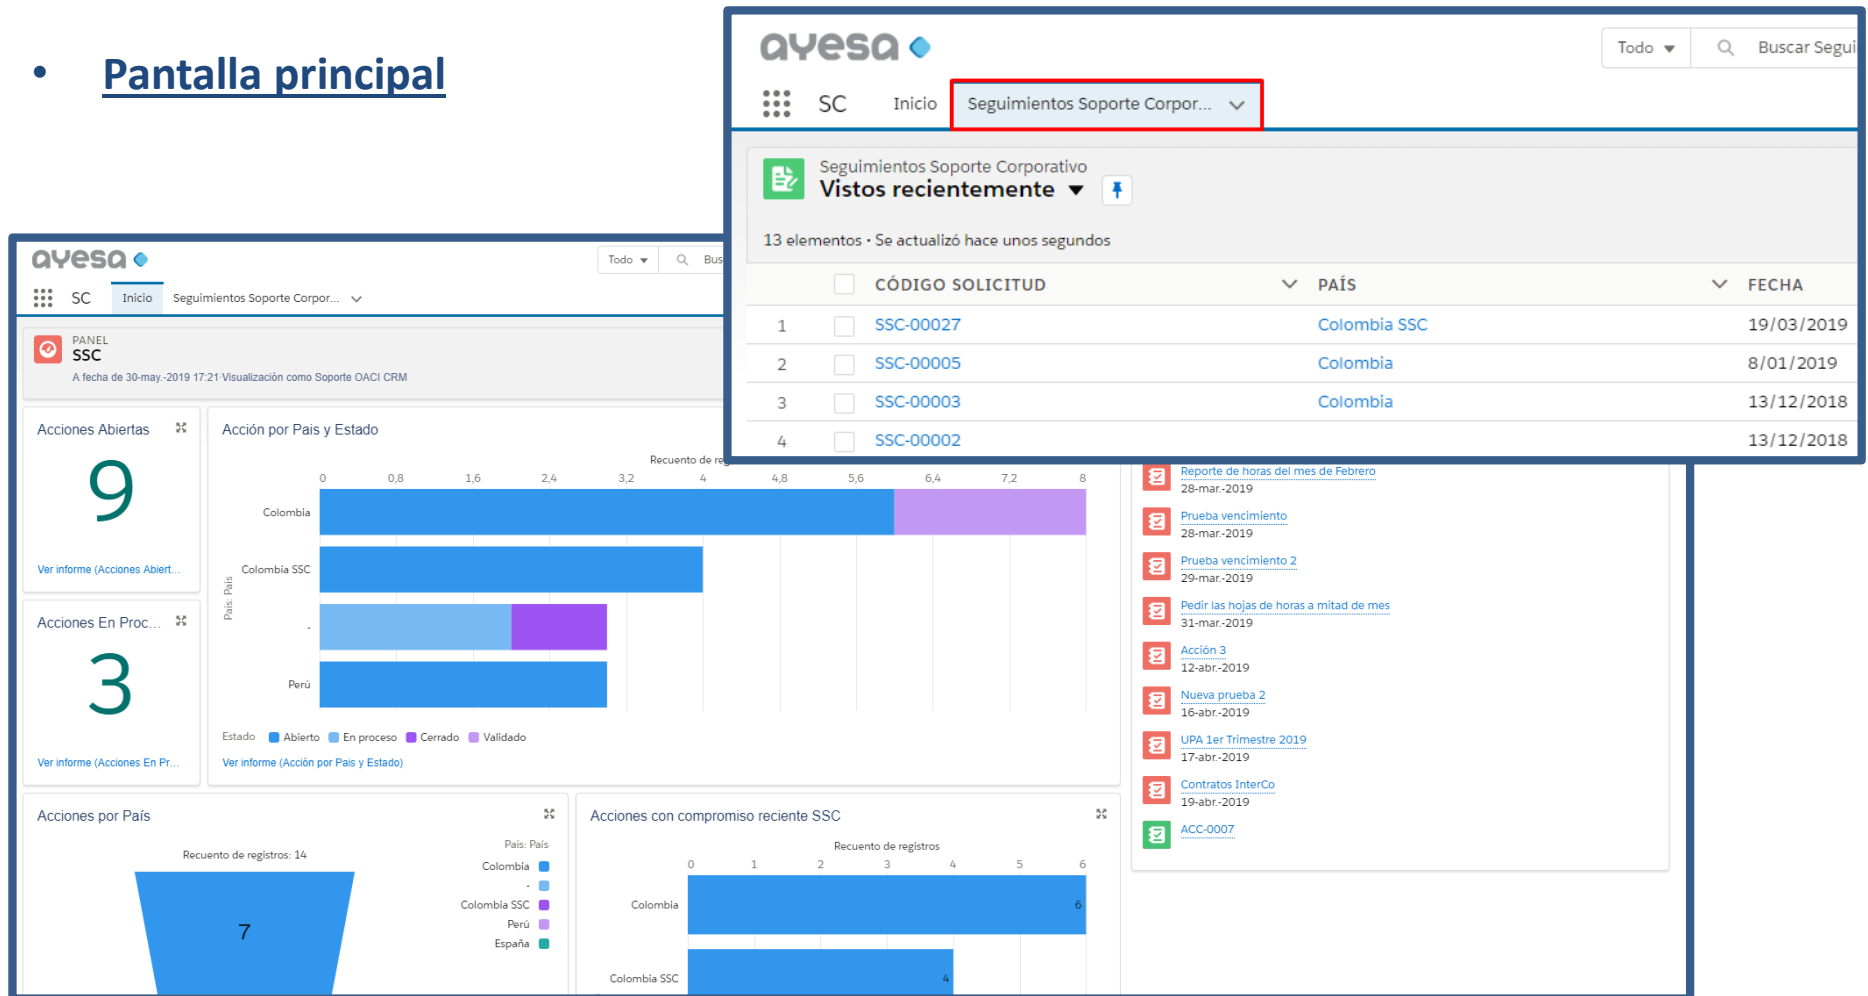 • Pantalla principal
ayesa
Todo
Buscar Segui
SC
Inicio
Seguimientos Soporte Corpor...
Seguimientos Soporte Corporativo
Vistos recientemente
13 elementos • Se actualizó hace unos segundos
CÓDIGO SOLICITUD PAÍS FECHA
1 SSC-00027 Colombia SSC 19/03/2019
2 SSC-00005 Colombia 8/01/2019
3 SSC-00003 Colombia 13/12/2018
4 SSC-00002 13/12/2018
ayesa
Todo
Bus
SC
Inicio
Seguimientos Soporte Corpor...
PANEL
SSC
A fecha de 30-may.-2019 17:21·Visualización como Soporte OACI CRM
Acciones Abiertas
9
Ver informe (Acciones Abiert...
Acciones En Proc...
3
Ver informe (Acciones En Pr...
Acción por Pais y Estado
Recuento de reg
0 0,8 1,6 2,4 3,2 4 4,8 5,6 6,4 7,2 8
País: País
Colombia
Colombia SSC
-
Perú
Estado Abierto En proceso Cerrado Validado
Ver informe (Acción por Pais y Estado)
Reporte de horas del mes de Febrero
28-mar.-2019
Prueba vencimiento
28-mar.-2019
Prueba vencimiento 2
29-mar.-2019
Pedir las hojas de horas a mitad de mes
31-mar.-2019
Acción 3
12-abr.-2019
Nueva prueba 2
16-abr.-2019
UPA 1er Trimestre 2019
17-abr.-2019
Contratos InterCo
19-abr.-2019
ACC-0007
Acciones por País
Recuento de registros: 14
7
País: País
Colombia
-
Colombia SSC
Perú
España
Acciones con compromiso reciente SSC
Recuento de registros
0 1 2 3 4 5 6
Colombia 6
Colombia SSC 4